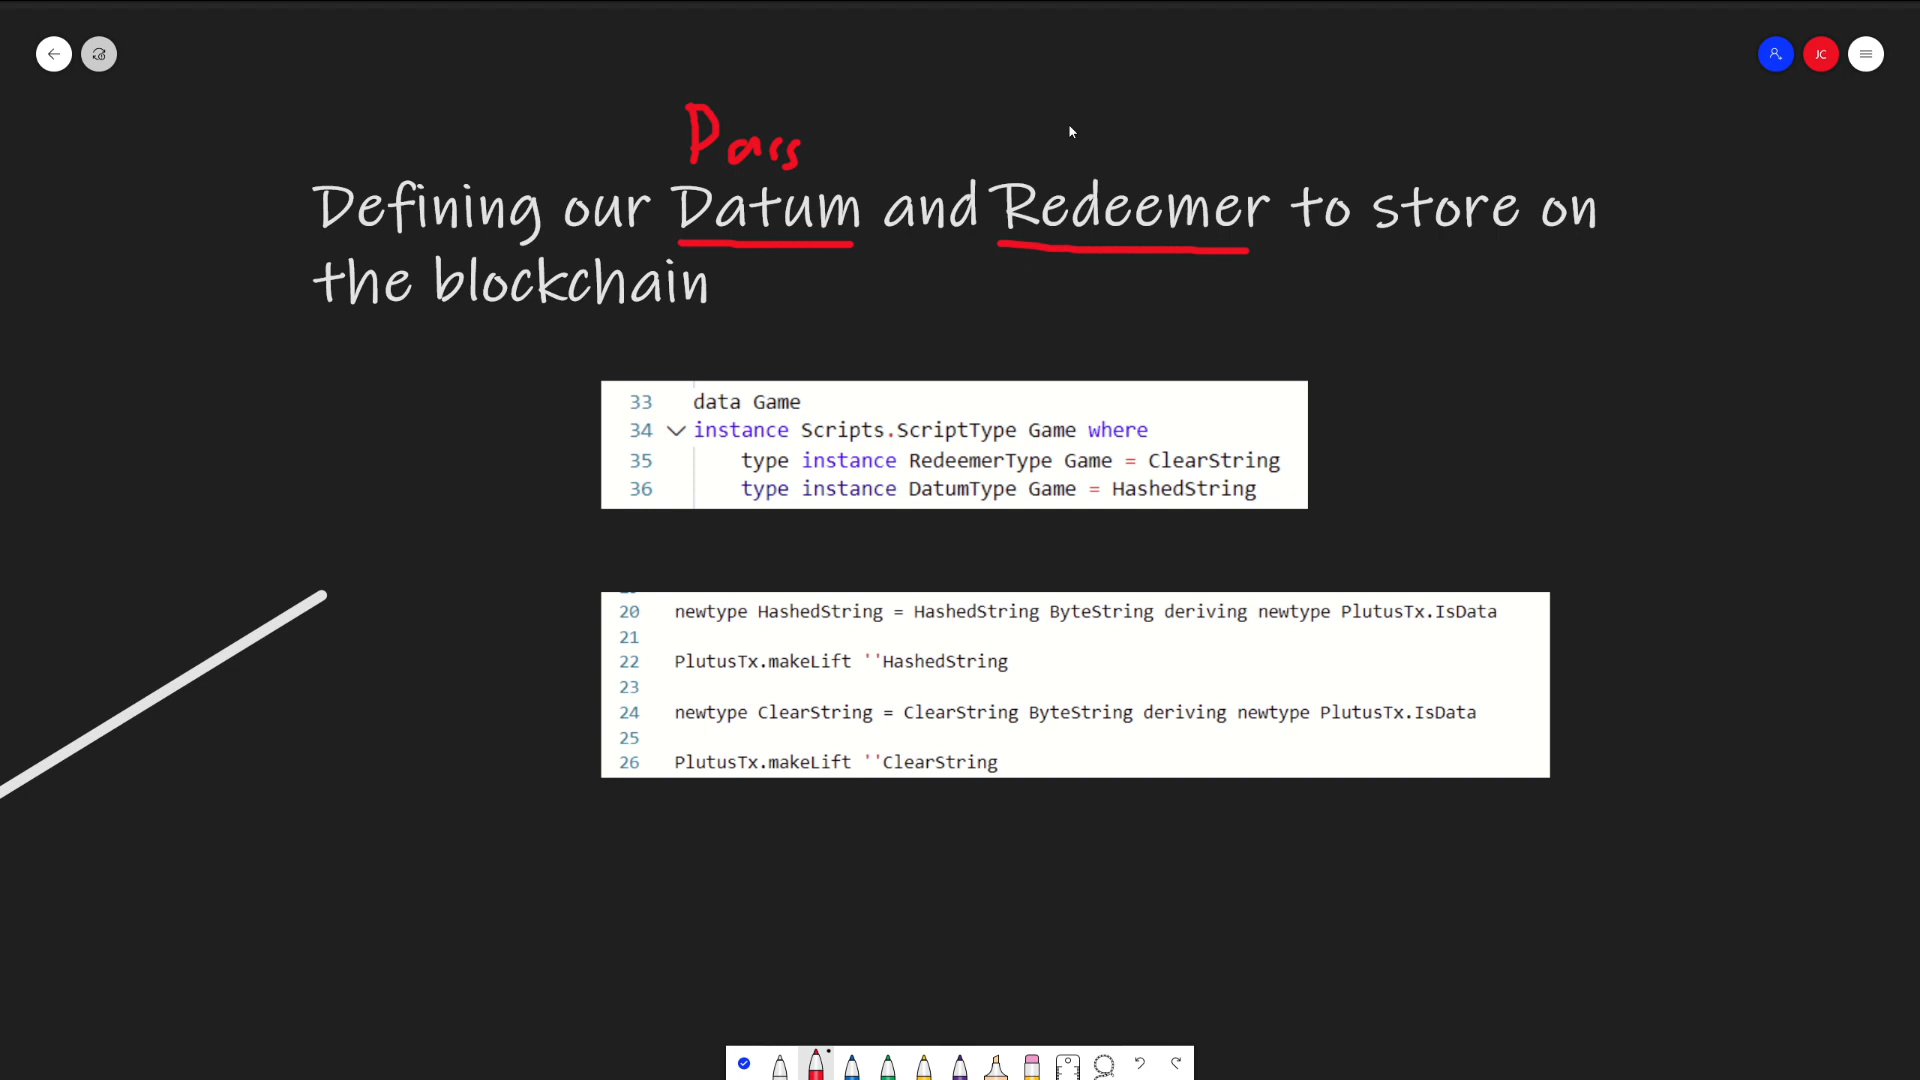 JC
Pass
Defining our Datum and Redeemer to store on
the blockchain
33 data Game
34 instance Scripts.ScriptType Game where
35 type instance RedeemerType Game = ClearString
36 type instance DatumType Game = HashedString
20 newtype HashedString = HashedString ByteString deriving newtype PlutusTx.IsData
21
22 PlutusTx.makeLift ''HashedString
23
24 newtype ClearString = ClearString ByteString deriving newtype PlutusTx.IsData
25
26 PlutusTx.makeLift ''ClearString